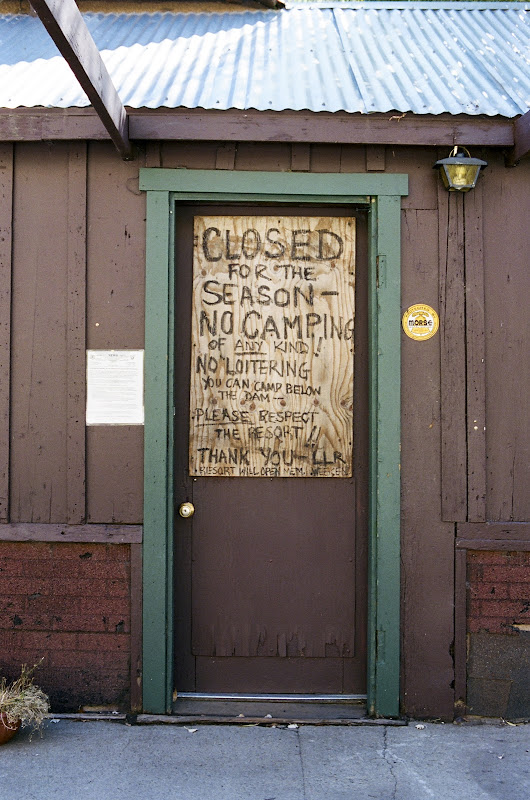 CLOSED
FOR THE
SEASON —
NO CAMPING
OF ANY KIND!
NO LOITERING
YOU CAN CAMP BELOW
THE DAM —
PLEASE RESPECT
THE RESORT!!
THANK YOU — LLR
RESORT WILL OPEN MEM. WEEKEN
MORSE